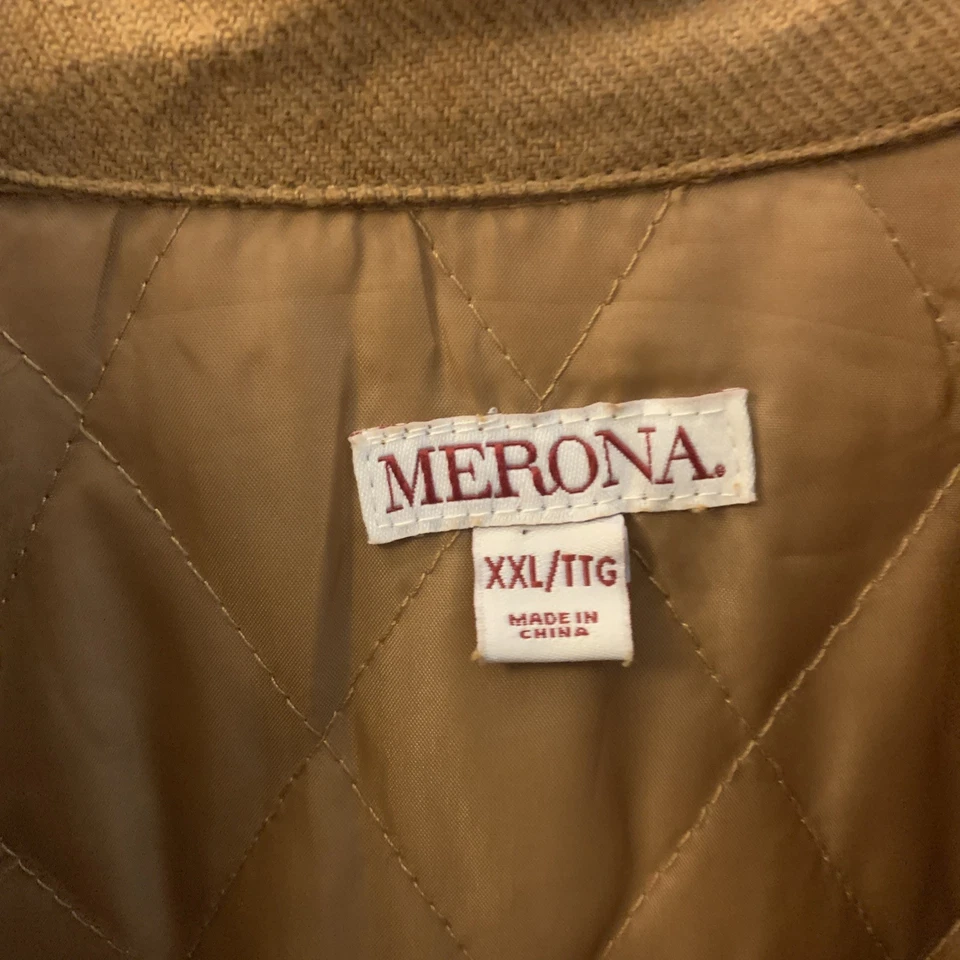 MERONA.
XXL/TTG
MADE IN
CHINA